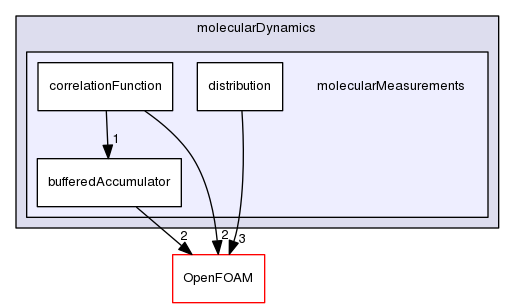 molecularDynamics
correlationFunction
distribution
molecularMeasurements
1
bufferedAccumulator
2
2
3
OpenFOAM